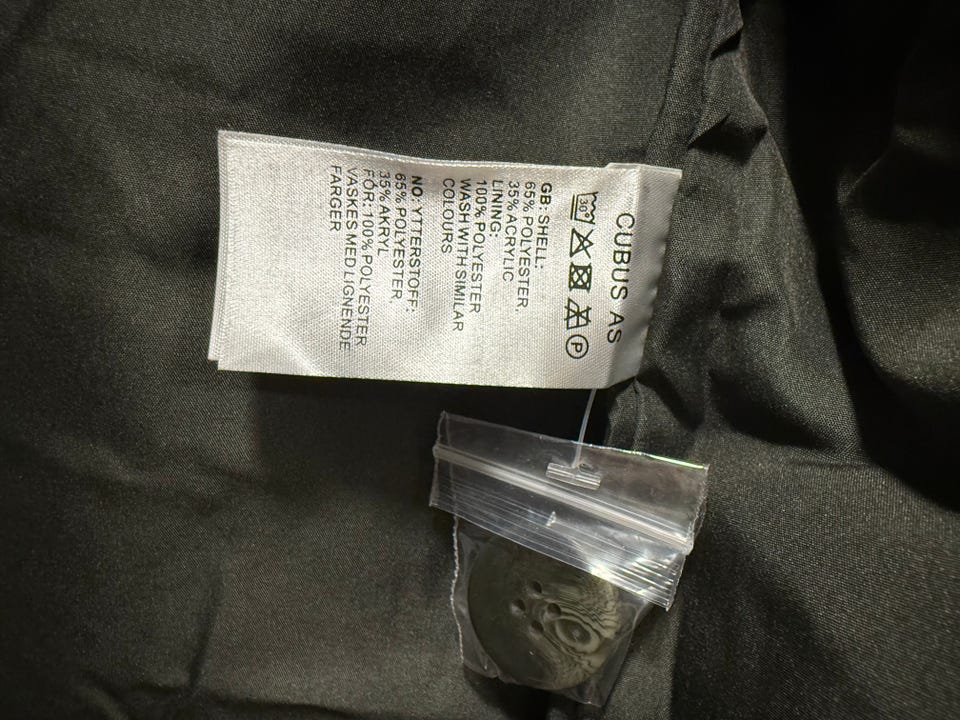 CUBUS AS
30°
P
GB: SHELL:
65% POLYESTER,
35% ACRYLIC
LINING:
100% POLYESTER
WASH WITH SIMILAR
COLOURS
NO: YTTERSTOFF:
65% POLYESTER,
35% AKRYL
FÔR: 100% POLYESTER
VASKES MED LIGNENDE
FARGER